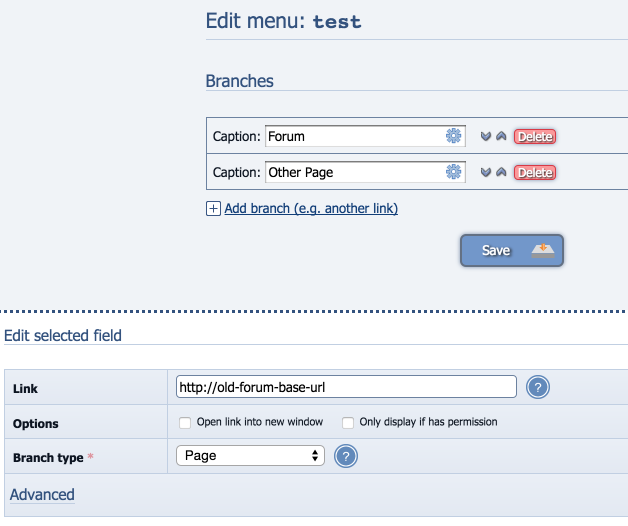 Edit menu: test
Branches
Caption: Forum Delete
Caption: Other Page Delete
Add branch (e.g. another link)
Save
Edit selected field
Link http://old-forum-base-url ?
Options Open link into new window Only display if has permission
Branch type * Page ?
Advanced